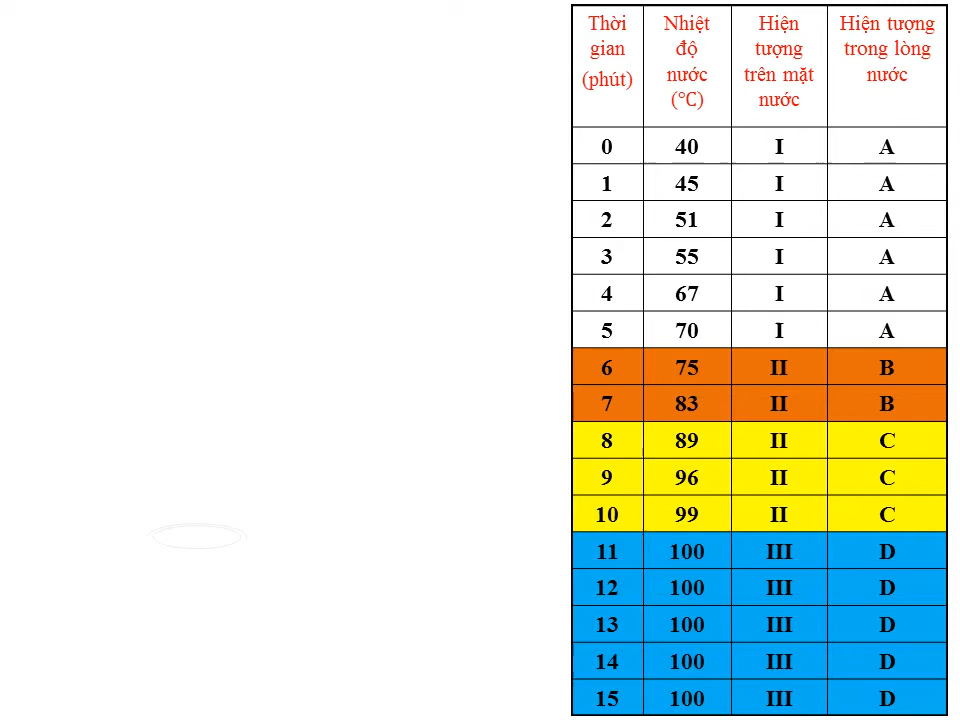 Thời gian (phút) Nhiệt độ nước (℃) Hiện tượng trên mặt nước Hiện tượng trong lòng nước
0 40 I A
1 45 I A
2 51 I A
3 55 I A
4 67 I A
5 70 I A
6 75 II B
7 83 II B
8 89 II C
9 96 II C
10 99 II C
11 100 III D
12 100 III D
13 100 III D
14 100 III D
15 100 III D